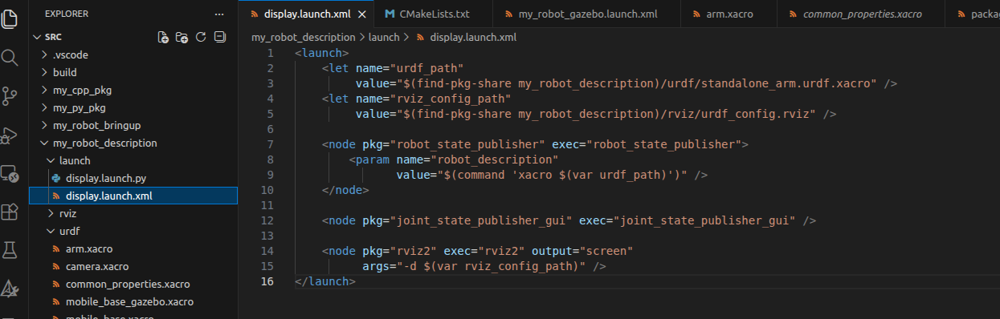 EXPLORER
SRC
.vscode
build
my_cpp_pkg
my_py_pkg
my_robot_bringup
my_robot_description
launch
display.launch.py
display.launch.xml
rviz
urdf
arm.xacro
camera.xacro
common_properties.xacro
mobile_base_gazebo.xacro
mobile_base.xacro
display.launch.xml CMakeLists.txt my_robot_gazebo.launch.xml arm.xacro common_properties.xacro packa
my_robot_description > launch > display.launch.xml
1 <launch>
2 <let name="urdf_path"
3 value="$(find-pkg-share my_robot_description)/urdf/standalone_arm.urdf.xacro" />
4 <let name="rviz_config_path"
5 value="$(find-pkg-share my_robot_description)/rviz/urdf_config.rviz" />
6
7 <node pkg="robot_state_publisher" exec="robot_state_publisher">
8 <param name="robot_description"
9 value="$(command 'xacro $(var urdf_path)')" />
10 </node>
11
12 <node pkg="joint_state_publisher_gui" exec="joint_state_publisher_gui" />
13
14 <node pkg="rviz2" exec="rviz2" output="screen"
15 args="-d $(var rviz_config_path)" />
16 </launch>